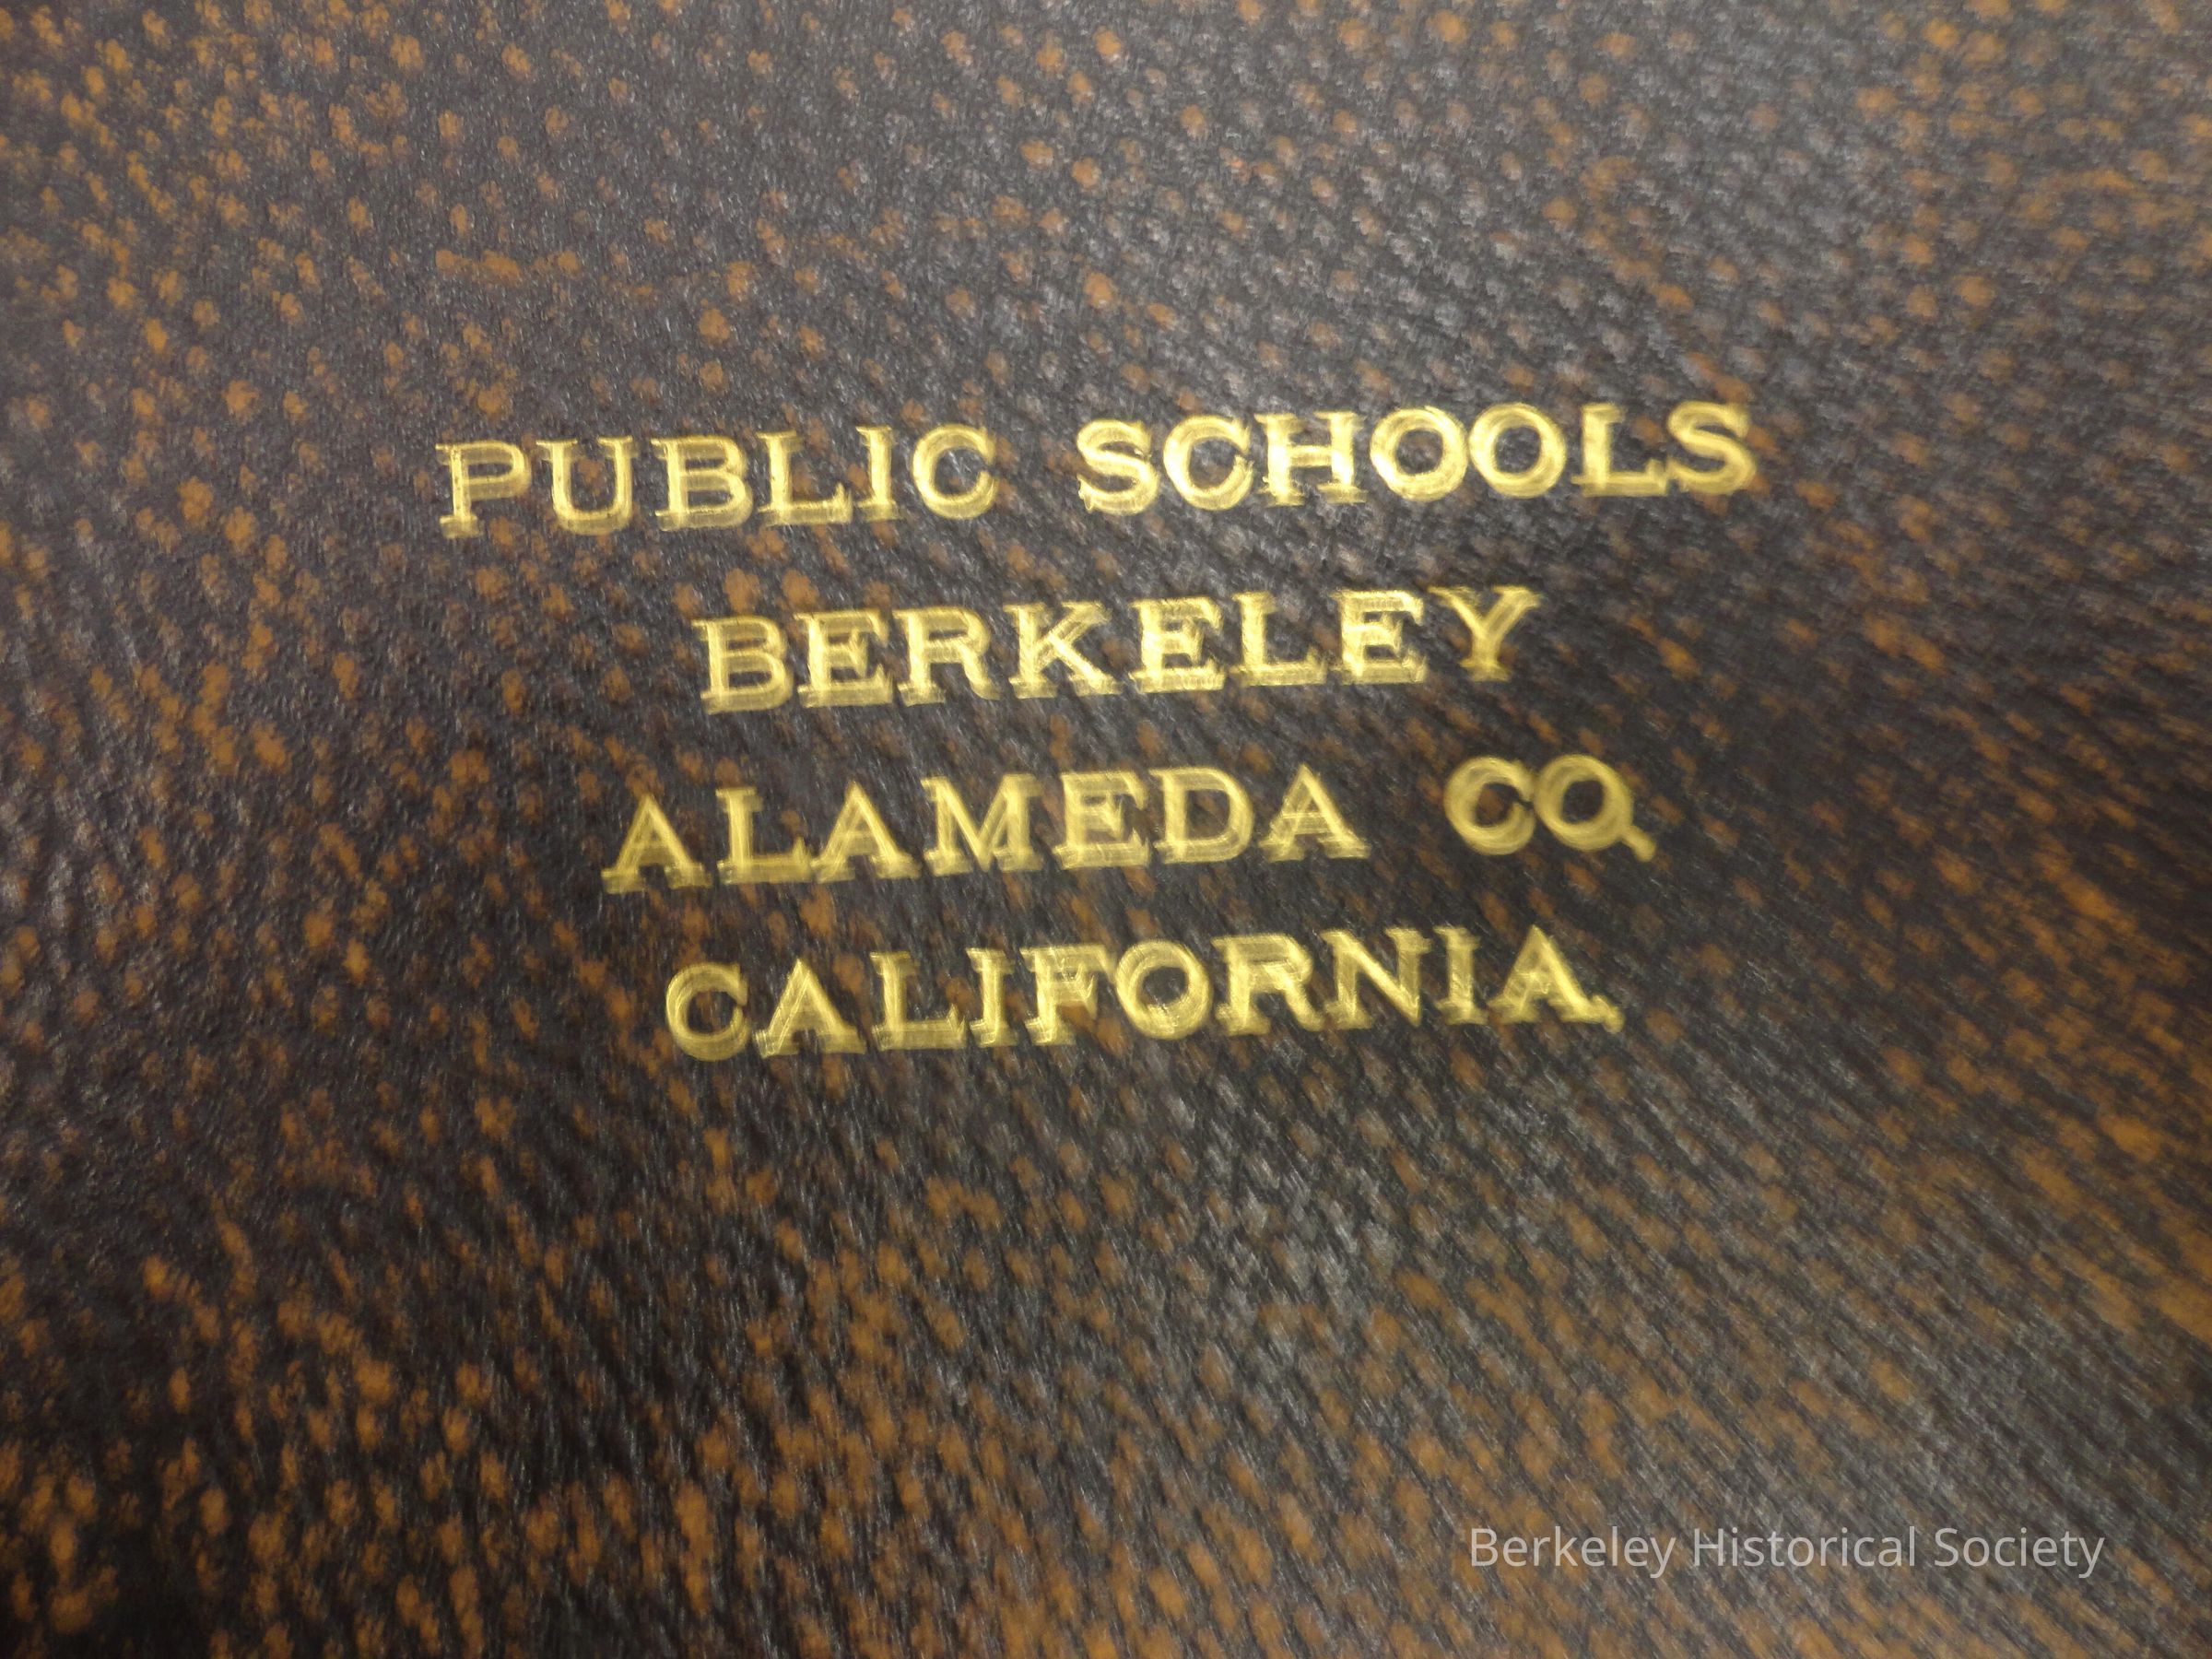 PUBLIC SCHOOLS
BERKELEY
ALAMEDA CO.
CALIFORNIA.
Berkeley Historical Society